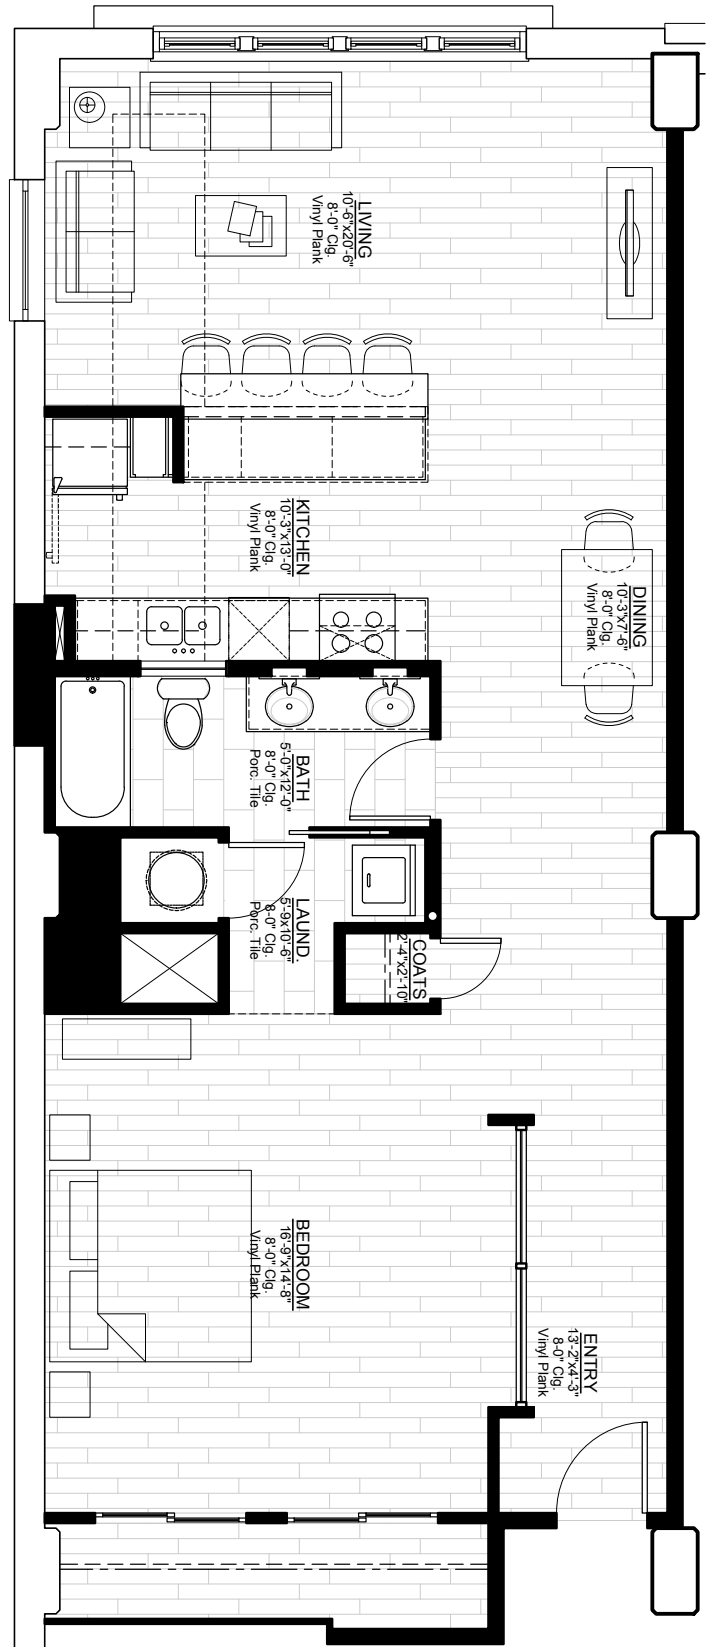 LIVING
10'-6"x20'-6"
8'-0" Clg.
Vinyl Plank
KITCHEN
10'-3"x13'-0"
8'-0" Clg.
Vinyl Plank
DINING
10'-3"x7'-6"
8'-0" Clg.
Vinyl Plank
BATH
5'-0"x12'-0"
8'-0" Clg.
Porc. Tile
LAUND.
5'-9x10'-6"
8-0" Clg.
Porc. Tile
COATS
2'-4"x2'-10"
BEDROOM
16'-9"x14'-8"
8'-0" Clg.
Vinyl Plank
ENTRY
13'-2"x4'-3"
8-0" Clg.
Vinyl Plank